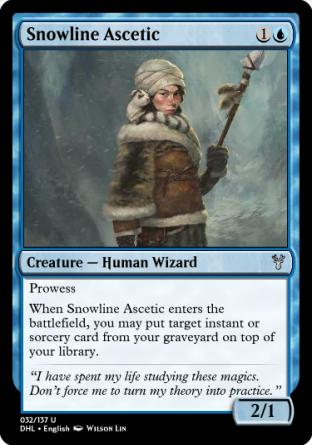 Snowline Ascetic 1
Creature — Human Wizard
Prowess
When Snowline Ascetic enters the
battlefield, you may put target instant or
sorcery card from your graveyard on top of
your library.
“I have spent my life studying these magics.
Don’t force me to turn my theory into practice.”
2/1
032/137 U
DHL • English Wilson Lin